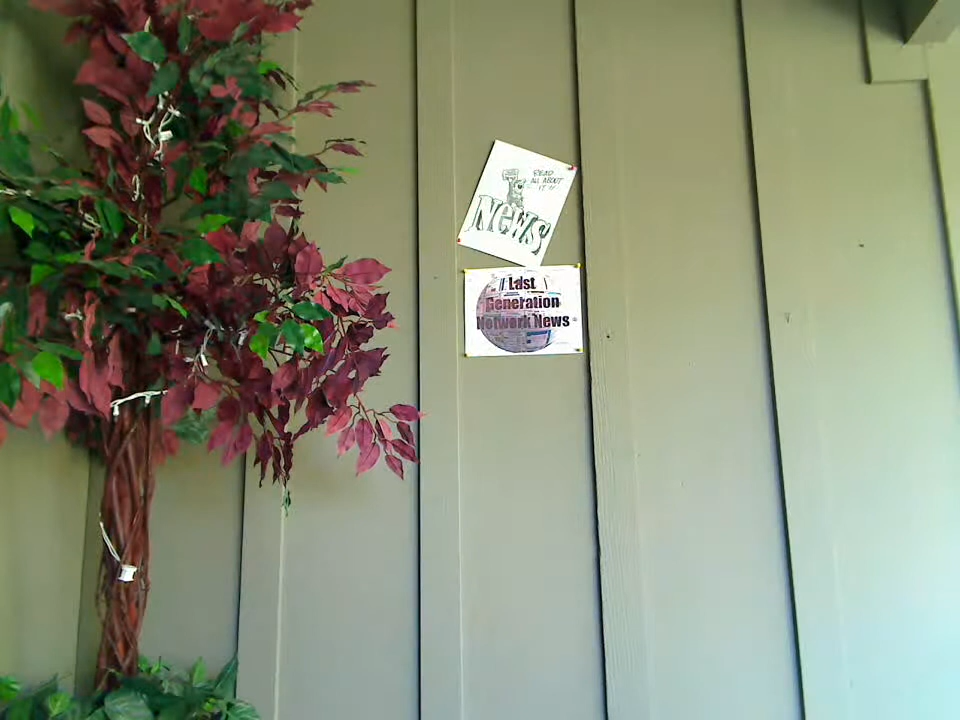 READ
ALL ABOUT
IT!!
NEWS
Last
Generation
Network News